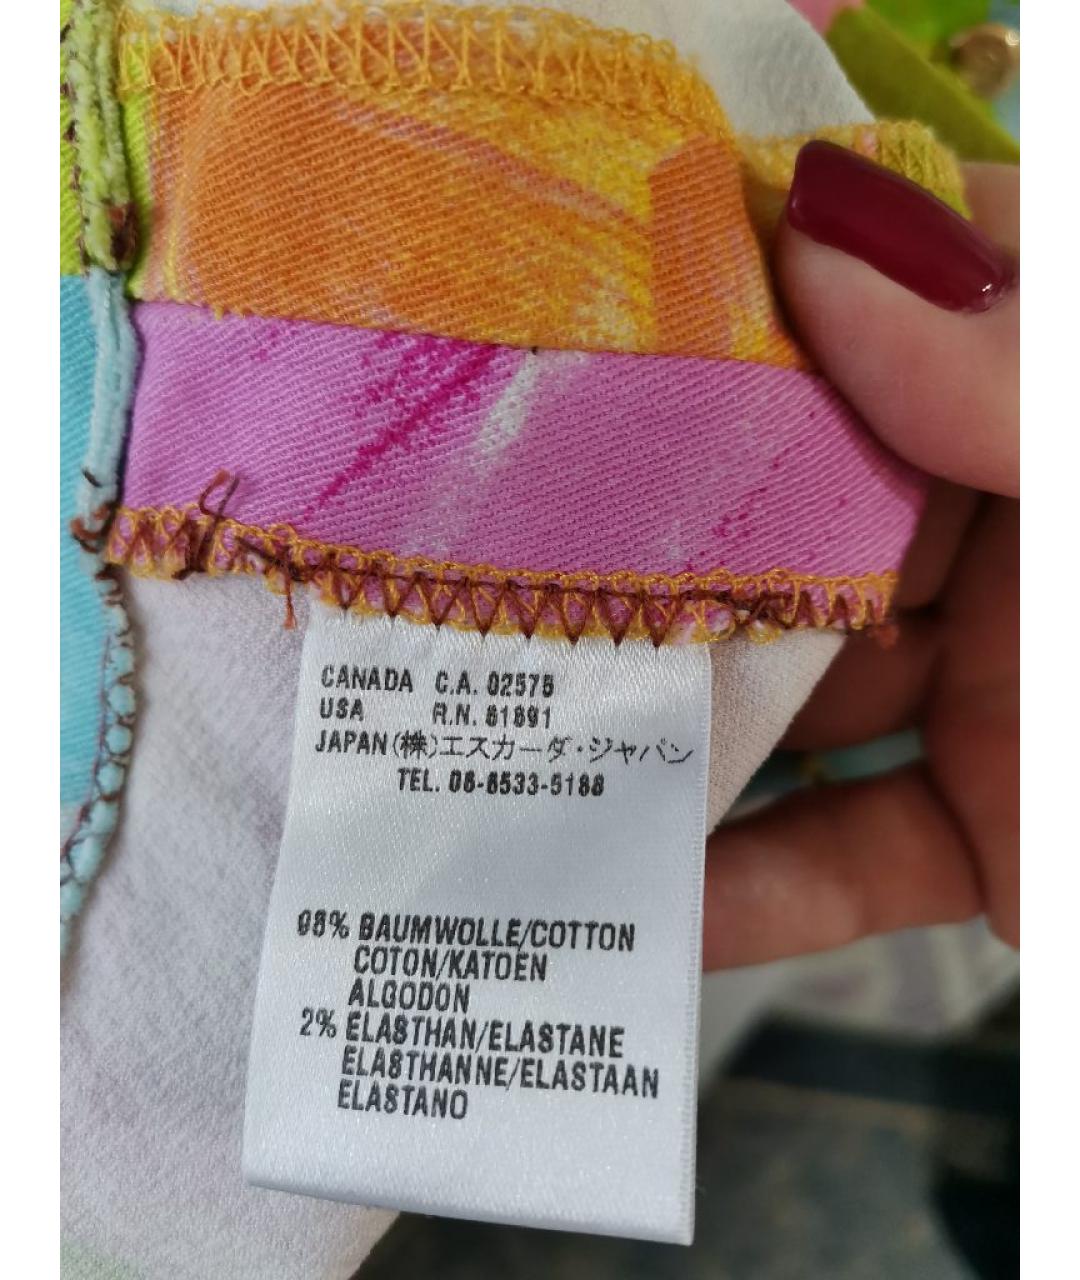 CANADA C.A. 02575
USA R.N. 61691
JAPAN(株)エスカーダ・ジャパン
TEL. 06-6533-5188
98% BAUMWOLLE/COTTON
COTON/KATOEN
ALGODON
2% ELASTHAN/ELASTANE
ELASTHANNE/ELASTAAN
ELASTANO